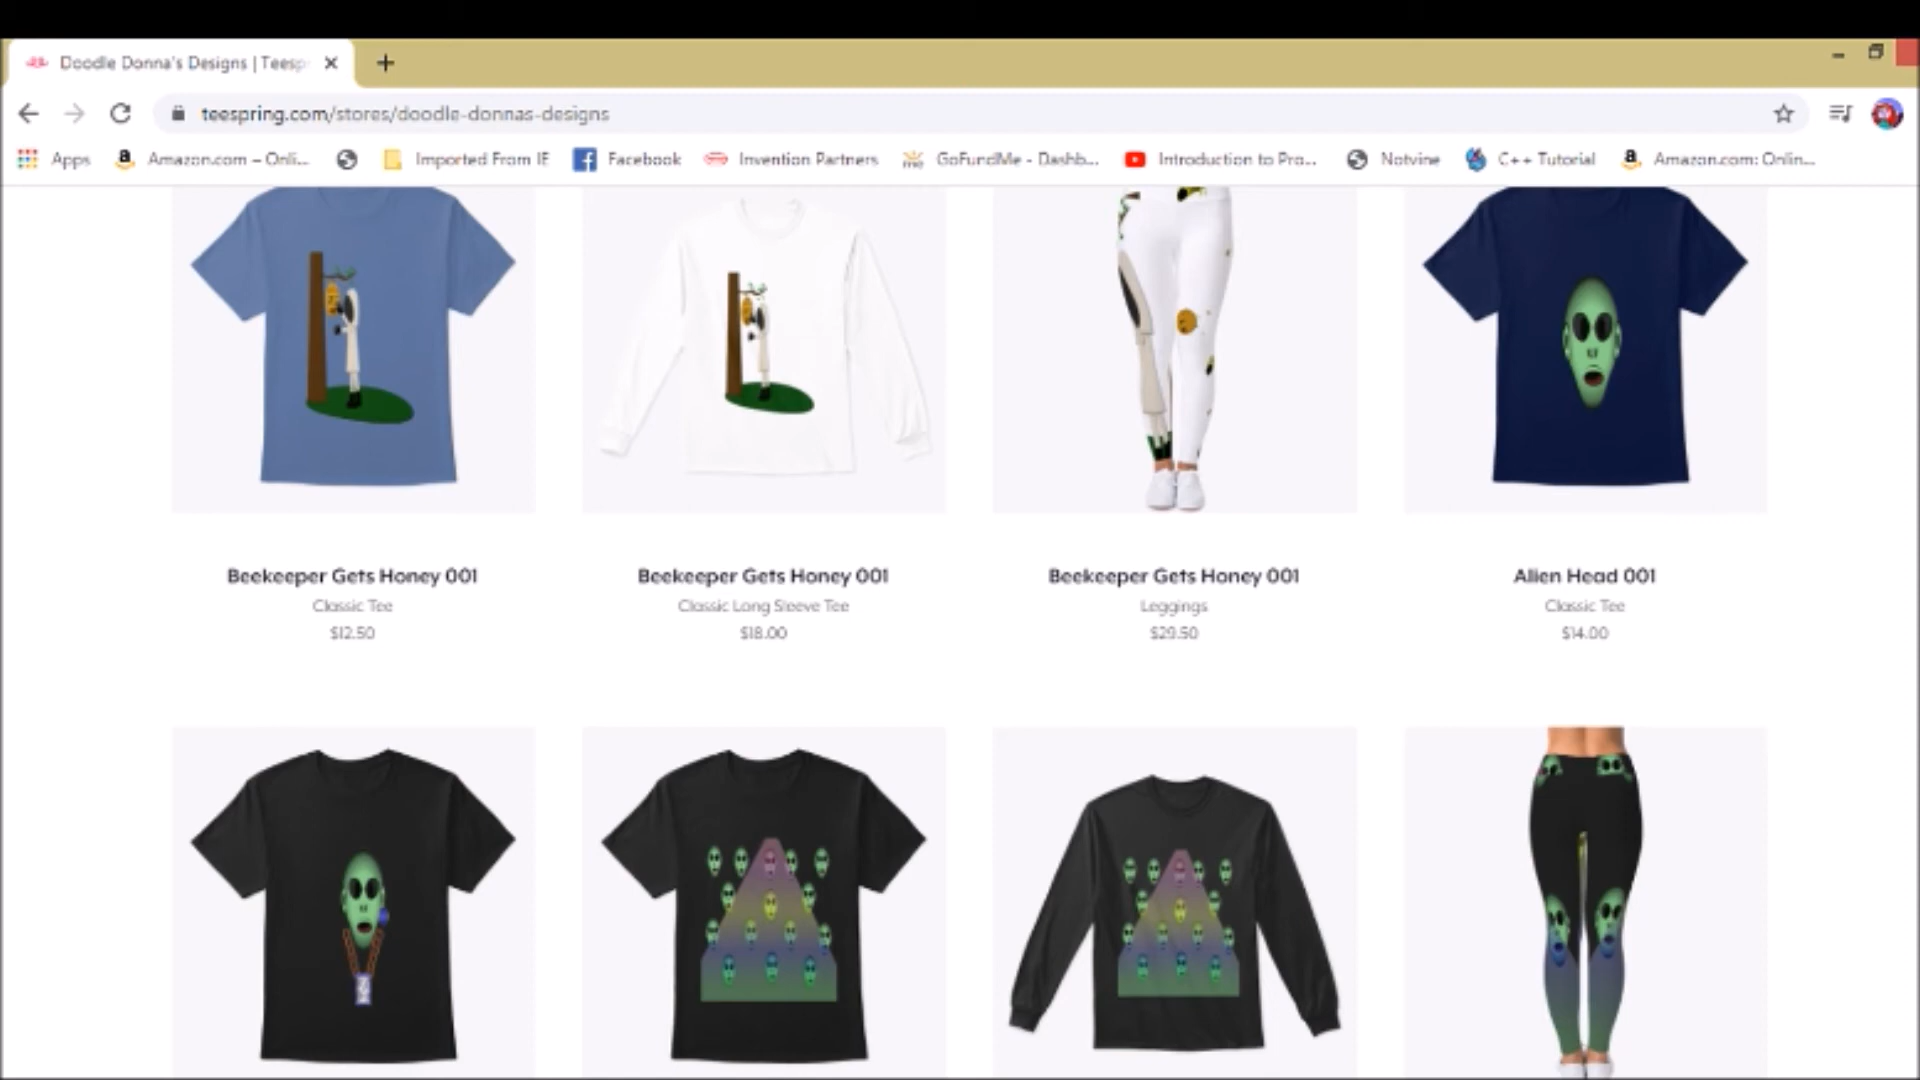 Doodle Donna's Designs | Teesp
teespring.com/stores/doodle-donnas-designs
Apps Amazon.com – Onli... Imported From IE Facebook Invention Partners GoFundMe - Dashb... Introduction to Pro... Notvine C++ Tutorial Amazon.com: Onlin...
Beekeeper Gets Honey 001
Classic Tee
$12.50
Beekeeper Gets Honey 001
Classic Long Sleeve Tee
$18.00
Beekeeper Gets Honey 001
Leggings
$29.50
Alien Head 001
Classic Tee
$14.00